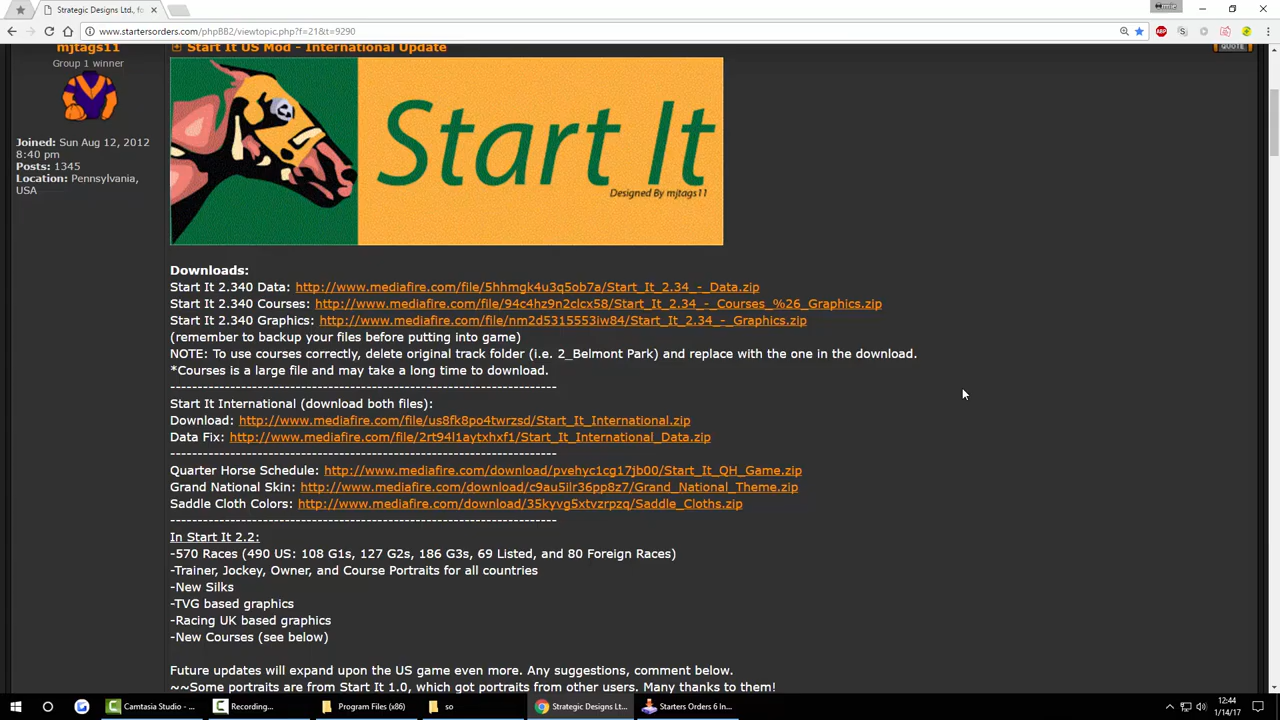 Strategic Designs Ltd., fo
mile
www.startersorders.com/phpBB2/viewtopic.php?f=21&t=9290
ABP
mjtags11
Start It US Mod - International Update
QUOTE
Group 1 winner
Start It
Designed By mjtags11
Joined: Sun Aug 12, 2012
8:40 pm
Posts: 1345
Location: Pennsylvania,
USA
Downloads:
Start It 2.340 Data: http://www.mediafire.com/file/5hhmgk4u3q5ob7a/Start_It_2.34_-_Data.zip
Start It 2.340 Courses: http://www.mediafire.com/file/94c4hz9n2clcx58/Start_It_2.34_-_Courses_%26_Graphics.zip
Start It 2.340 Graphics: http://www.mediafire.com/file/nm2d5315553iw84/Start_It_2.34_-_Graphics.zip
(remember to backup your files before putting into game)
NOTE: To use courses correctly, delete original track folder (i.e. 2_Belmont Park) and replace with the one in the download.
*Courses is a large file and may take a long time to download.
--------------------------------------------------------
Start It International (download both files):
Download: http://www.mediafire.com/file/us8fk8po4twrzsd/Start_It_International.zip
Data Fix: http://www.mediafire.com/file/2rt94l1aytxhxf1/Start_It_International_Data.zip
--------------------------------------------------------
Quarter Horse Schedule: http://www.mediafire.com/download/pvehyc1cg17jb00/Start_It_QH_Game.zip
Grand National Skin: http://www.mediafire.com/download/c9au5ilr36pp8z7/Grand_National_Theme.zip
Saddle Cloth Colors: http://www.mediafire.com/download/35kyvg5xtvzrpzq/Saddle_Cloths.zip
--------------------------------------------------------
In Start It 2.2:
-570 Races (490 US: 108 G1s, 127 G2s, 186 G3s, 69 Listed, and 80 Foreign Races)
-Trainer, Jockey, Owner, and Course Portraits for all countries
-New Silks
-TVG based graphics
-Racing UK based graphics
-New Courses (see below)
Future updates will expand upon the US game even more. Any suggestions, comment below.
~~Some portraits are from Start It 1.0, which got portraits from other users. Many thanks to them!
Camtasia Studio - ...
Recording...
Program Files (x86)
so
Strategic Designs Lt...
Starters Orders 6 In...
12:44
1/14/17